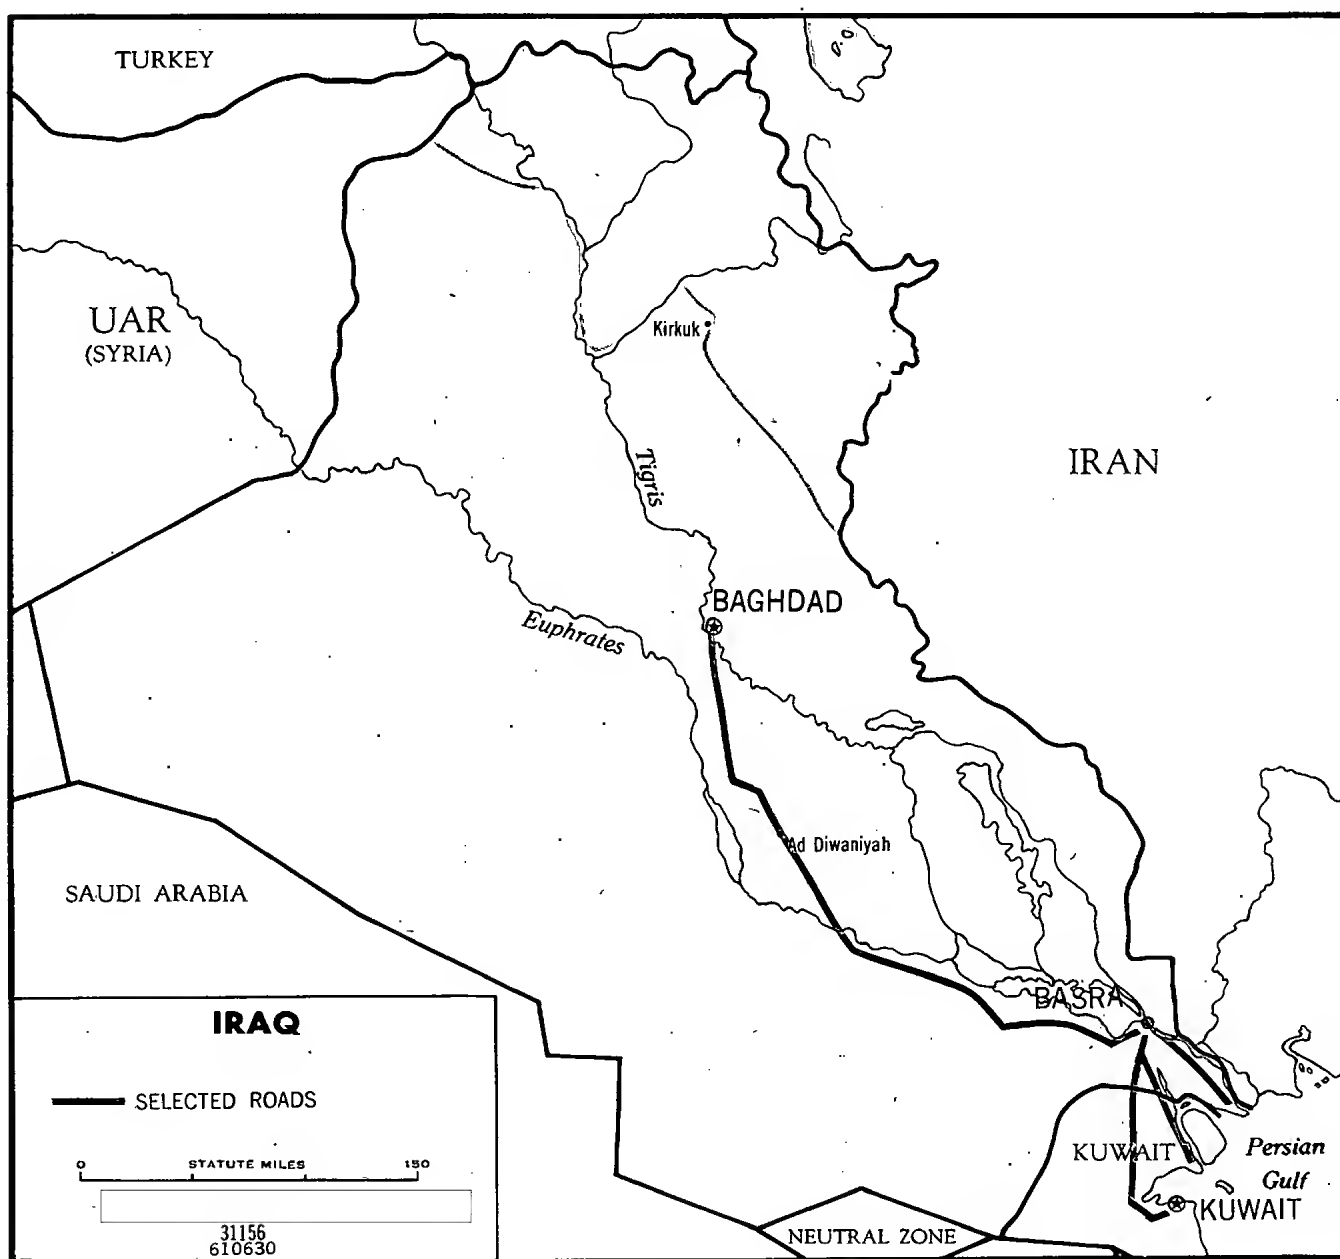 TURKEY
UAR
(SYRIA)
Kirkuk
IRAN
Tigris
BAGHDAD
Euphrates
Ad Diwaniyah
SAUDI ARABIA
BASRA
IRAQ
SELECTED ROADS
0 STATUTE MILES 150
31156
610630
KUWAIT
Persian
Gulf
KUWAIT
NEUTRAL ZONE